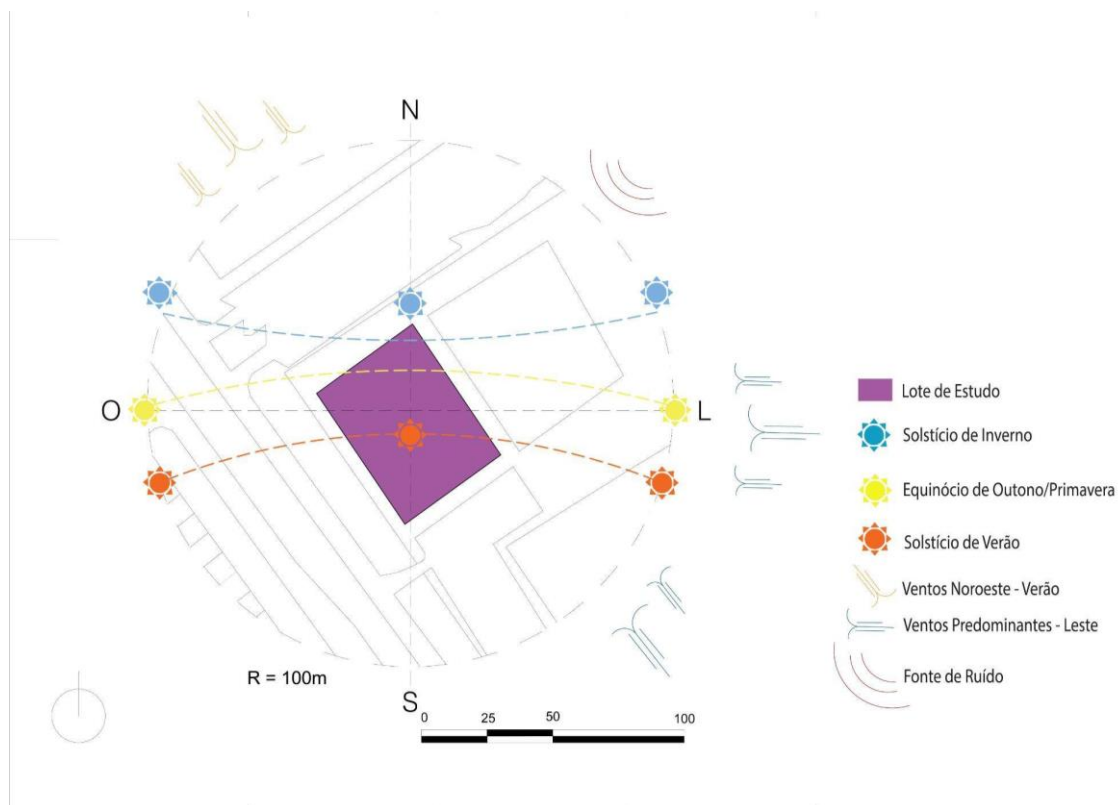 N
O
L
S
R = 100m
0 25 50 100
Lote de Estudo
Solstício de Inverno
Equinócio de Outono/Primavera
Solstício de Verão
Ventos Noroeste - Verão
Ventos Predominantes - Leste
Fonte de Ruído